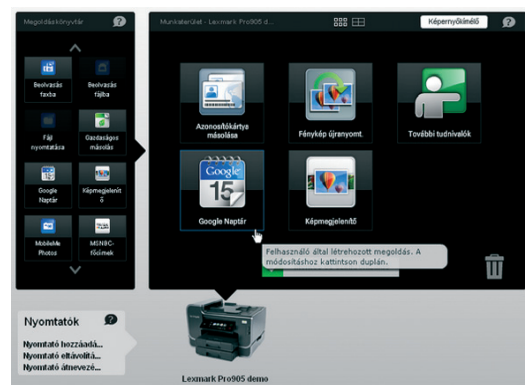 Megoldáskönyvtár
?
Munkaterület - Lexmark Pro905 d...
Képernyőkímélő
?
Beolvasás
faxba
Beolvasás
fájlba
Fájl
nyomtatása
Gazdaságos
másolás
Google
Naptár
Képmegjelenít
ő
MobileMe
Photos
MSNBC-
főcímek
Azonosítókártya
másolása
Fénykép újranyomt.
További tudnivalók
Google
15
Google Naptár
Képmegjelenítő
Felhasználó által létrehozott megoldás. A
módosításhoz kattintson duplán.
Nyomtatók
?
Nyomtató hozzáadá...
Nyomtató eltávolítá...
Nyomtató átnevezé...
Lexmark Pro905 demo